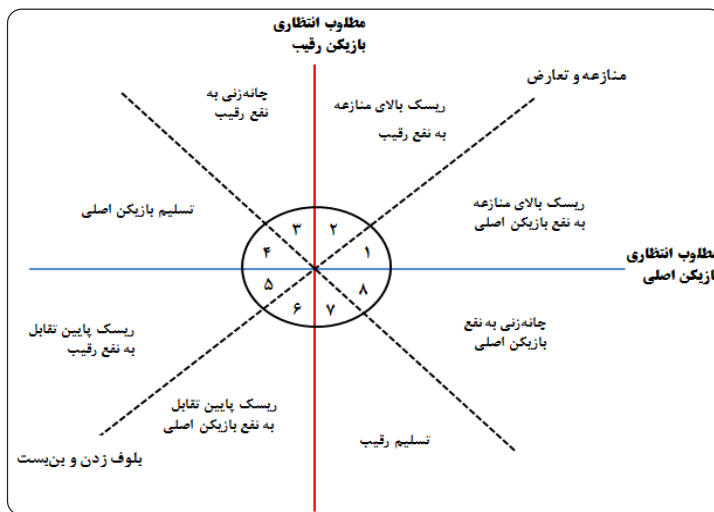 مطلوب انتظاری
بازیکن رقیب
منازعه و تعارض
چانه‌زنی به
نفع رقیب
ریسک بالای منازعه
به نفع رقیب
تسلیم بازیکن اصلی
ریسک بالای منازعه
به نفع بازیکن اصلی
۳
۲
۴
۱
مطلوب انتظاری
بازیکن اصلی
۵
۸
۶
۷
ریسک پایین تقابل
به نفع رقیب
چانه‌زنی به نفع
بازیکن اصلی
ریسک پایین تقابل
به نفع بازیکن اصلی
تسلیم رقیب
بلوف زدن و بن‌بست